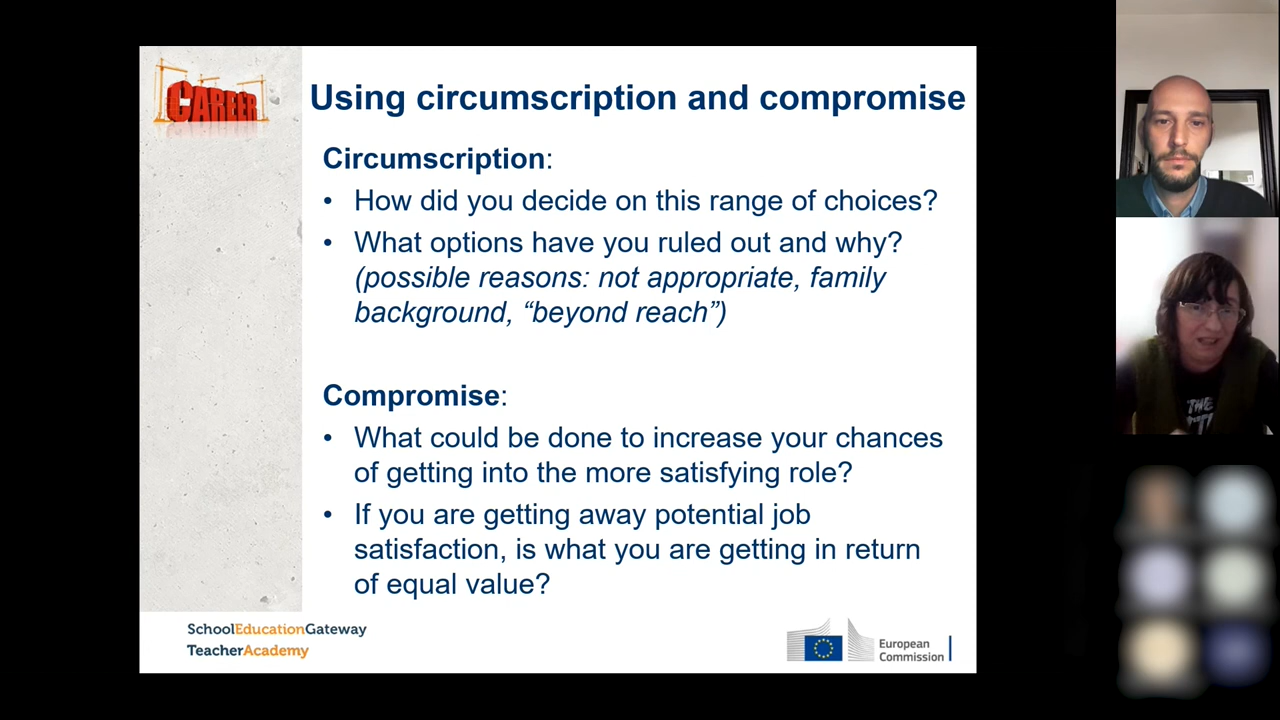 CAREER
Using circumscription and compromise
Circumscription:
• How did you decide on this range of choices?
• What options have you ruled out and why?
(possible reasons: not appropriate, family
background, “beyond reach”)
Compromise:
• What could be done to increase your chances
of getting into the more satisfying role?
• If you are getting away potential job
satisfaction, is what you are getting in return
of equal value?
SchoolEducationGateway
TeacherAcademy
European
Commission
THE